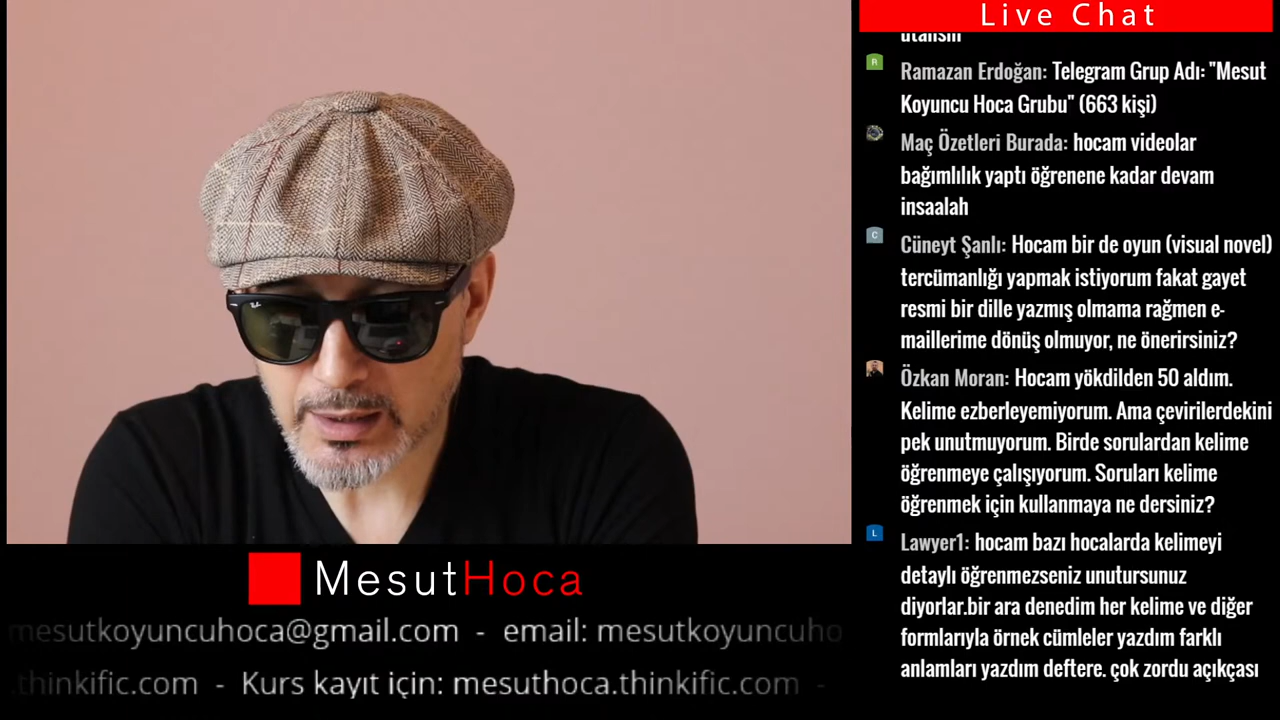 Live Chat
utansın
Ramazan Erdoğan: Telegram Grup Adı: "Mesut
Koyuncu Hoca Grubu" (663 kişi)
Maç Özetleri Burada: hocam videolar
bağımlılık yaptı öğrenene kadar devam
insaalah
Cüneyt Şanlı: Hocam bir de oyun (visual novel)
tercümanlığı yapmak istiyorum fakat gayet
resmi bir dille yazmış olmama rağmen e-
maillerime dönüş olmuyor, ne önerirsiniz?
Özkan Moran: Hocam yökdilden 50 aldım.
Kelime ezberleyemiyorum. Ama çevirilerdekini
pek unutmuyorum. Birde sorulardan kelime
öğrenmeye çalışıyorum. Soruları kelime
öğrenmek için kullanmaya ne dersiniz?
Lawyer1: hocam bazı hocalarda kelimeyi
detaylı öğrenmezseniz unutursunuz
diyorlar.bir ara denedim her kelime ve diğer
formlarıyla örnek cümleler yazdım farklı
anlamları yazdım deftere. çok zordu açıkçası
R
C
L
Ray-Ban
MesutHoca
mesutkoyuncuhoca@gmail.com - email: mesutkoyuncuho
.thinkific.com - Kurs kayıt için: mesuthoca.thinkific.com -